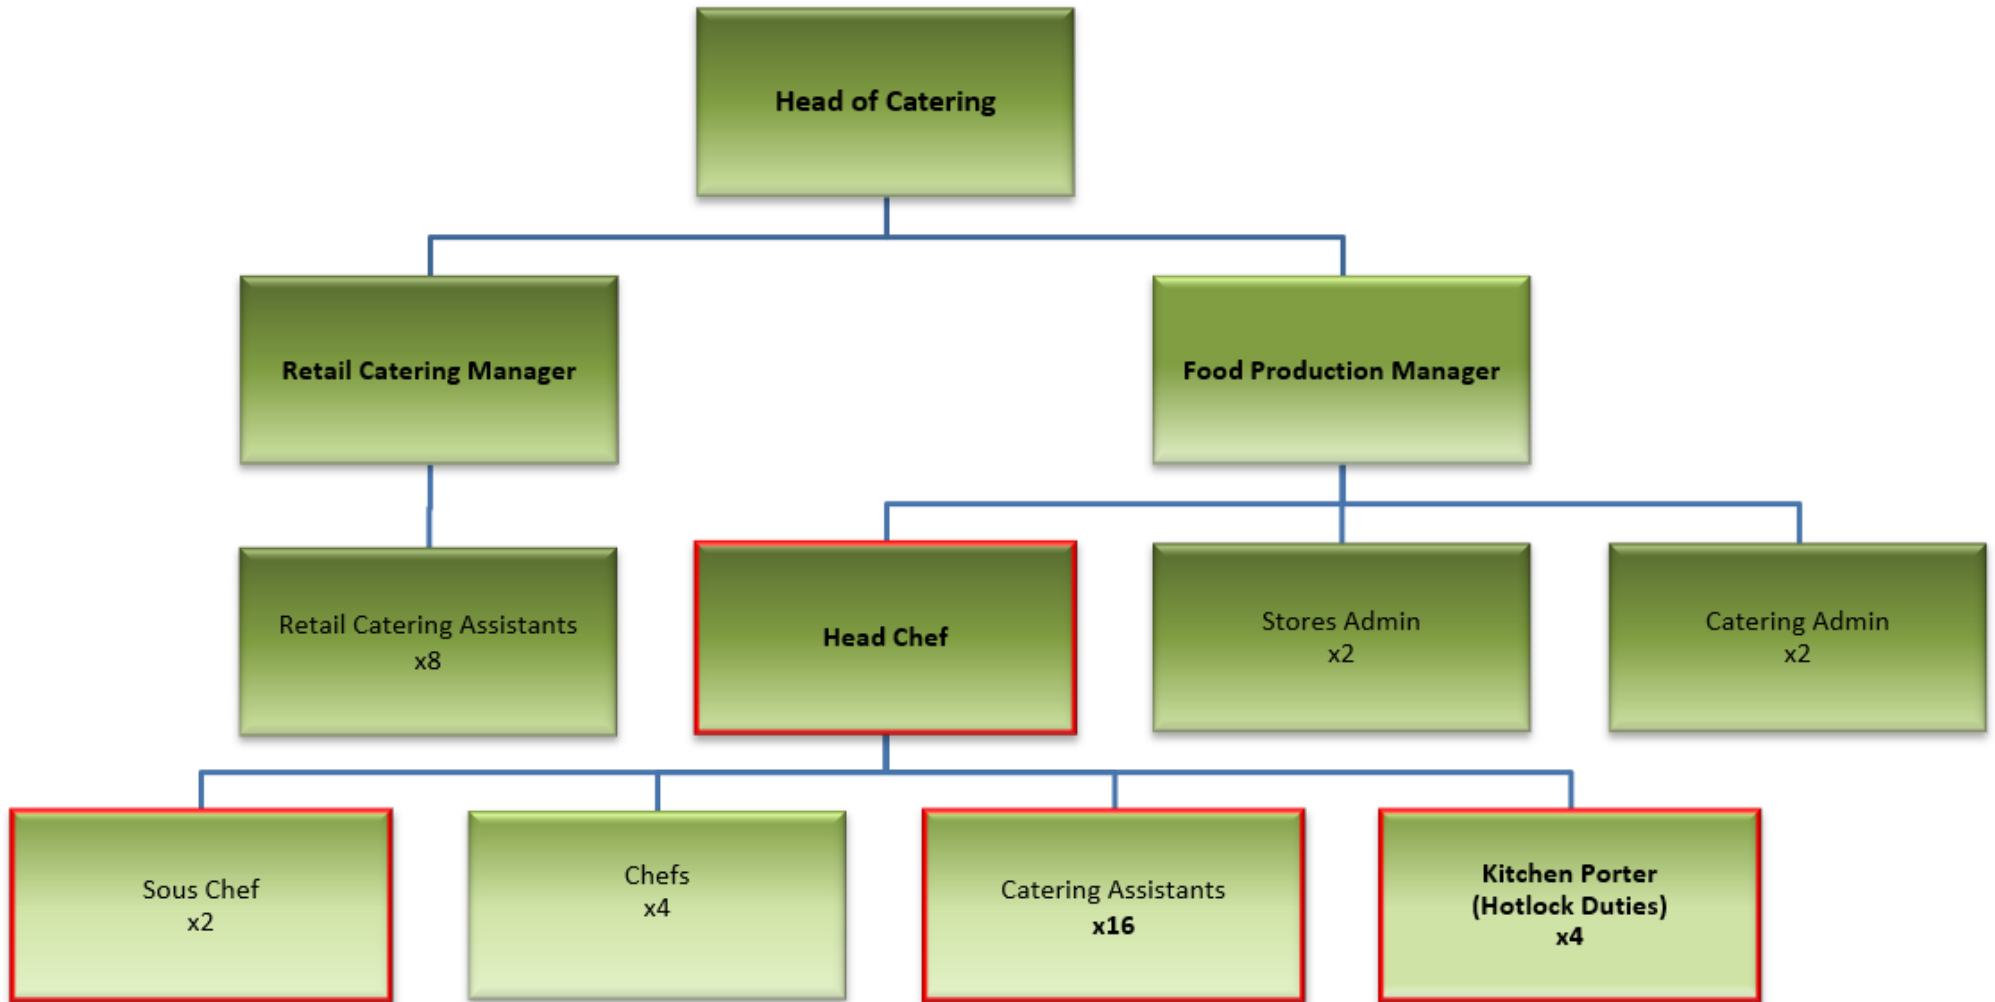 Head of Catering
Retail Catering Manager
Food Production Manager
Retail Catering Assistants
x8
Head Chef
Stores Admin
x2
Catering Admin
x2
Sous Chef
x2
Chefs
x4
Catering Assistants
x16
Kitchen Porter
(Hotlock Duties)
x4